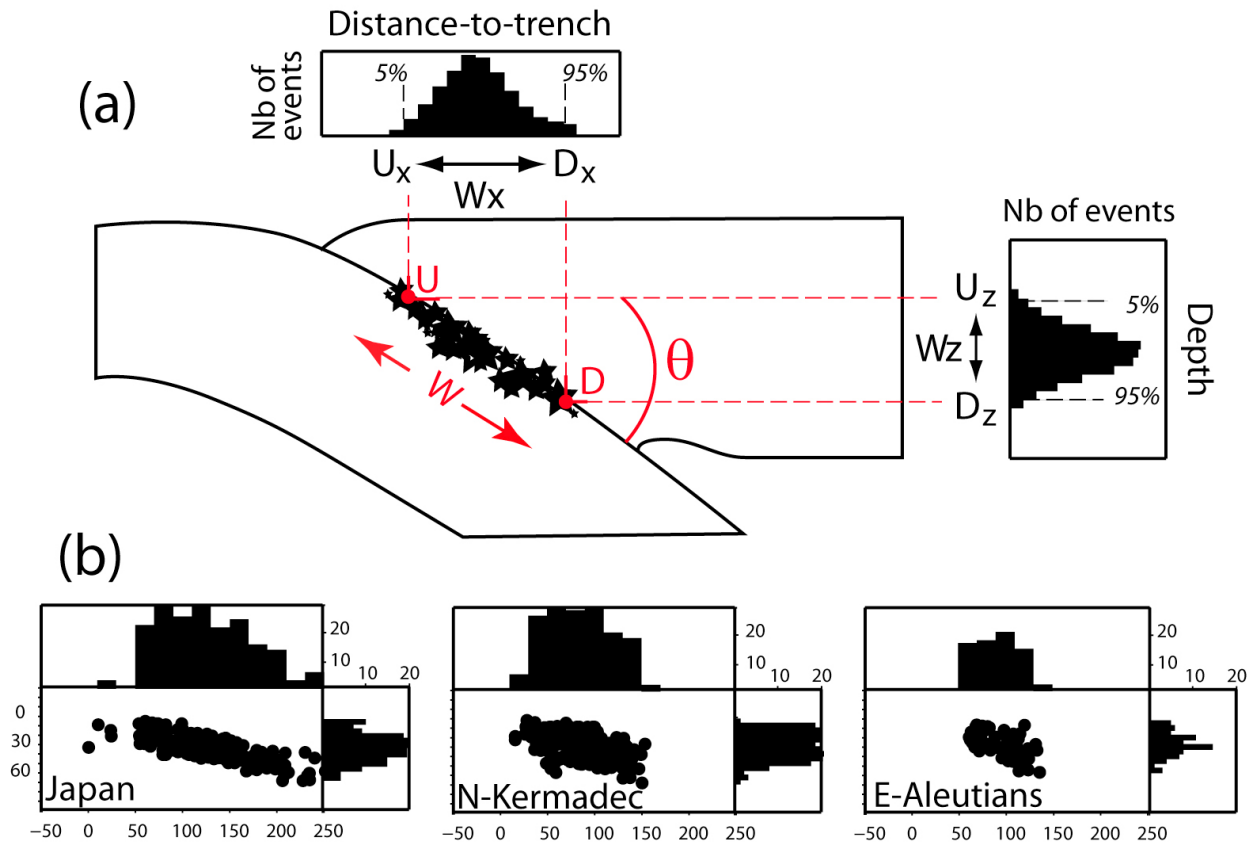 Distance-to-trench
(a)
Nb of
events
5%
95%
Ux
Dx
Wx
Nb of events
U
Uz
5%
Wz
Depth
θ
D
W
Dz
95%
(b)
20
10
10
20
0
30
60
Japan
-50
0
50
100
150
200
250
20
10
10
20
N-Kermadec
-50
0
50
100
150
200
250
20
10
10
20
E-Aleutians
-50
0
50
100
150
200
250